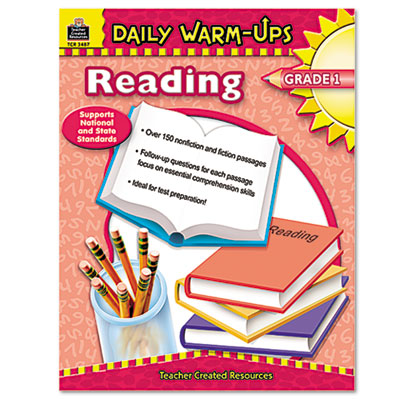 Teacher Created Resources
TCR 3487
DAILY WARM-UPS
Reading
GRADE 1
Supports
National and State
Standards
• Over 150 nonfiction and fiction passages
• Follow-up questions for each passage
focus on essential comprehension skills
• Ideal for test preparation!
Reading
Teacher Created Resources